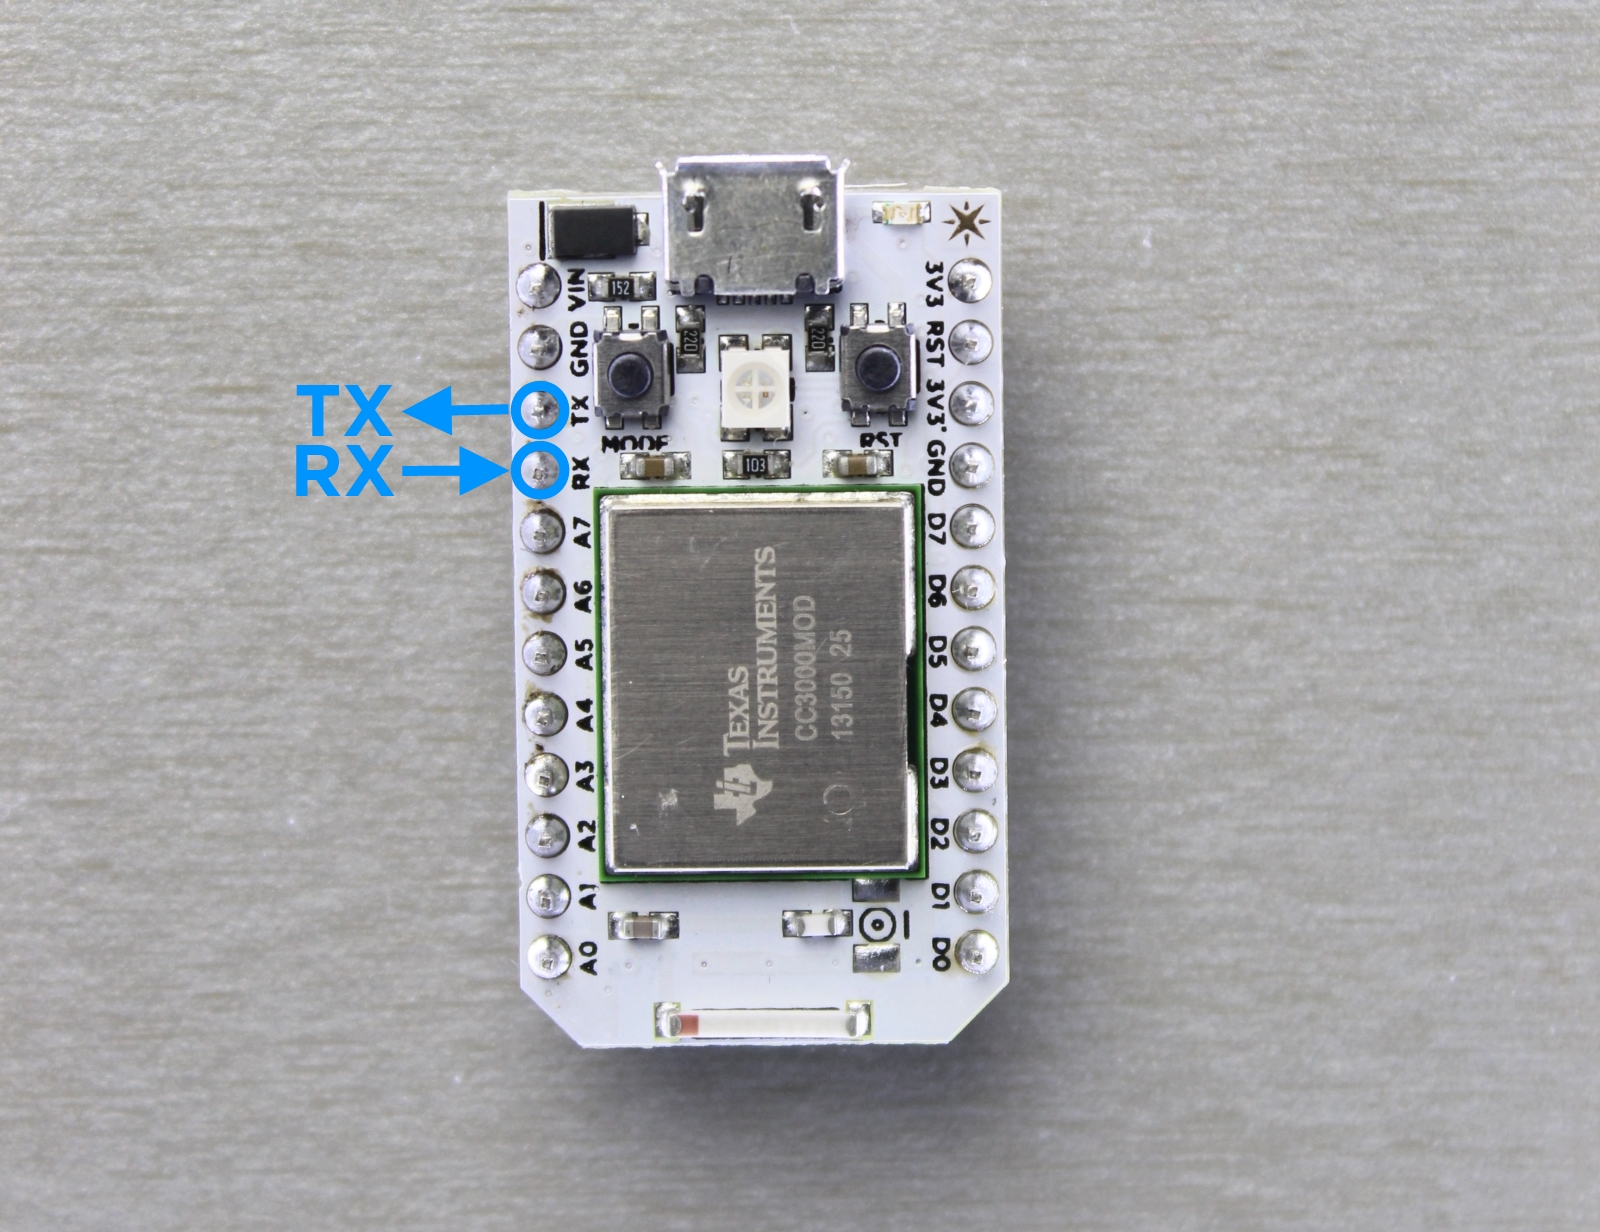 VIN
GND
TX
RX
A7
A6
A5
A4
A3
A2
A1
A0
TX
RX
152
220
220
MODE
RST
103
TEXAS
INSTRUMENTS
CC3000MOD
13150 25
3V3
RST
3V3*
GND
D7
D6
D5
D4
D3
D2
D1
D0